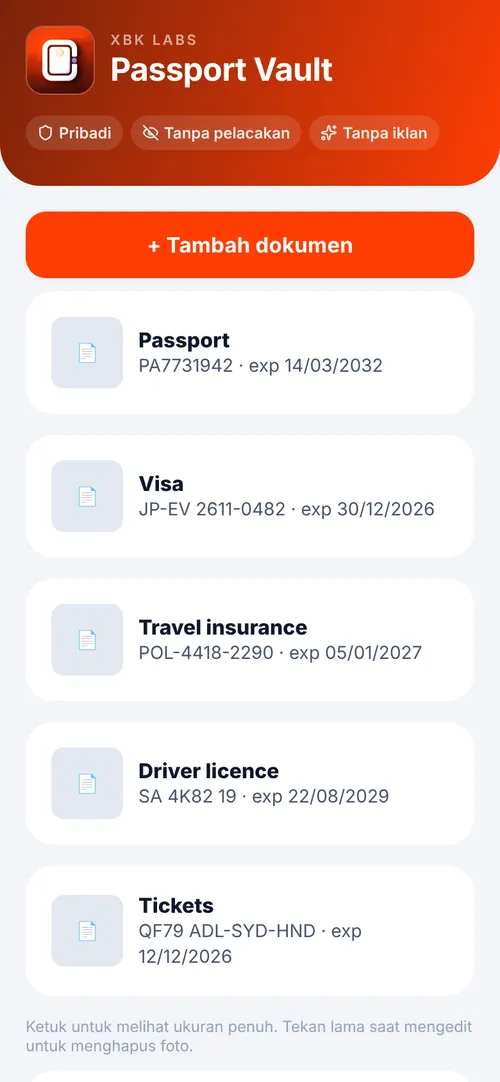 XBK LABS
Passport Vault
Pribadi
Tanpa pelacakan
Tanpa iklan
+ Tambah dokumen
Passport
PA7731942 · exp 14/03/2032
Visa
JP-EV 2611-0482 · exp 30/12/2026
Travel insurance
POL-4418-2290 · exp 05/01/2027
Driver licence
SA 4K82 19 · exp 22/08/2029
Tickets
QF79 ADL-SYD-HND · exp
12/12/2026
Ketuk untuk melihat ukuran penuh. Tekan lama saat mengedit
untuk menghapus foto.